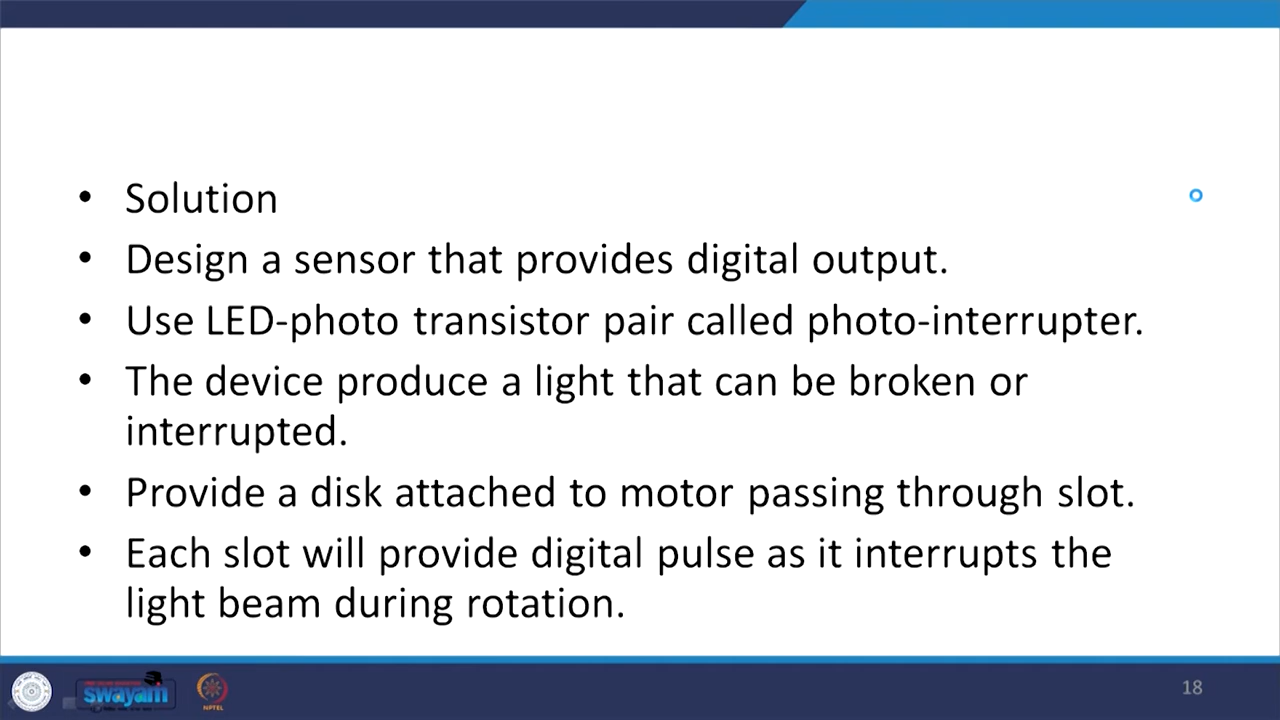 • Solution
• Design a sensor that provides digital output.
• Use LED-photo transistor pair called photo-interrupter.
• The device produce a light that can be broken or
interrupted.
• Provide a disk attached to motor passing through slot.
• Each slot will provide digital pulse as it interrupts the
light beam during rotation.
swayam
NPTEL
18